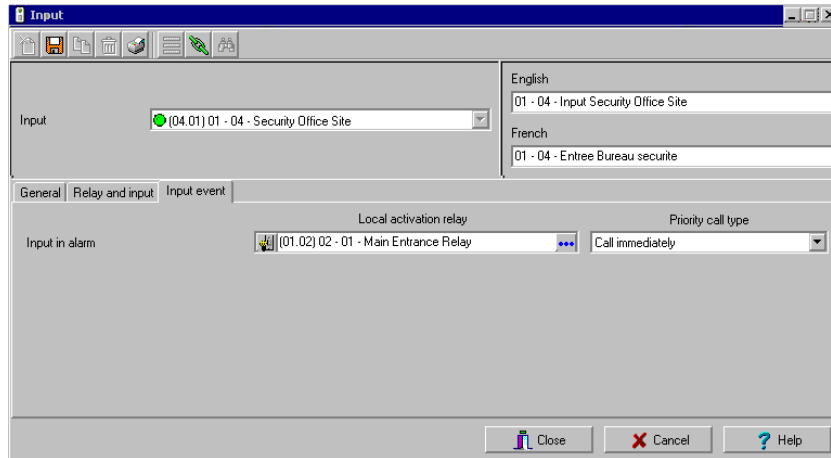 Input
English
01 - 04 - Input Security Office Site
Input
(04.01) 01 - 04 - Security Office Site
French
01 - 04 - Entree Bureau securite
General
Relay and input
Input event
Local activation relay
Priority call type
Input in alarm
(01.02) 02 - 01 - Main Entrance Relay
Call immediately
Close
Cancel
Help